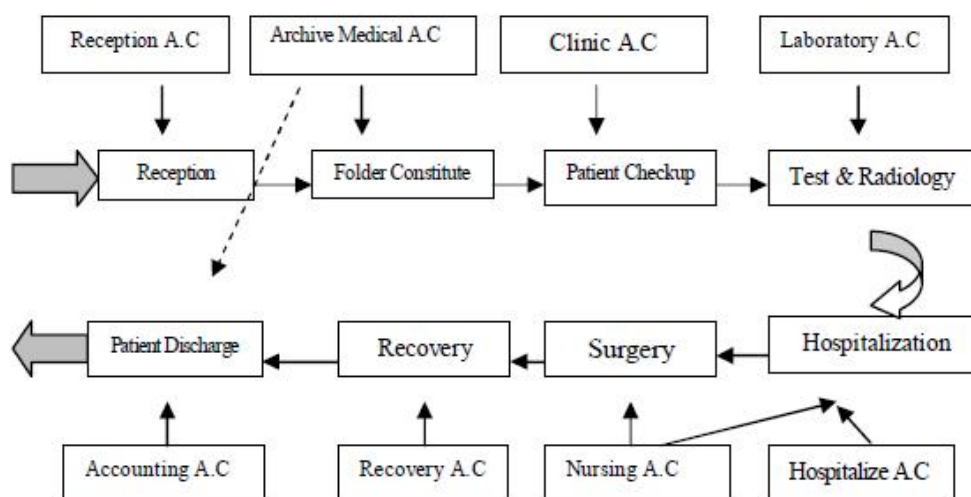 Reception A.C
Archive Medical A.C
Clinic A.C
Laboratory A.C
Reception
Folder Constitute
Patient Checkup
Test & Radiology
Patient Discharge
Recovery
Surgery
Hospitalization
Accounting A.C
Recovery A.C
Nursing A.C
Hospitalize A.C